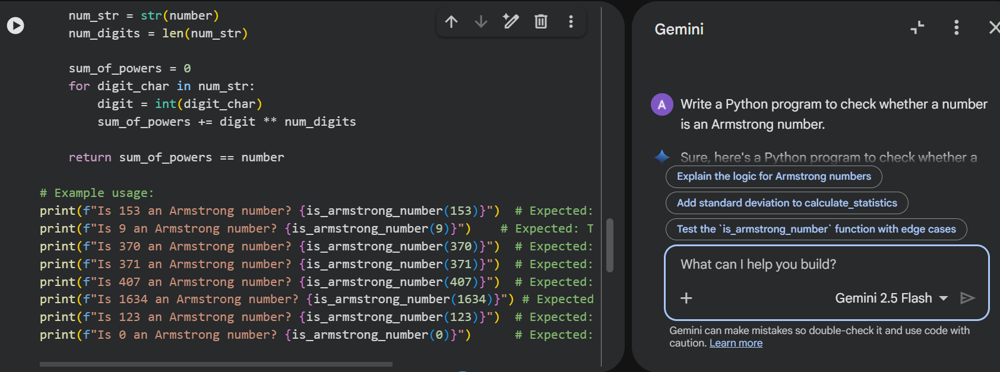 num_str = str(number)
    num_digits = len(num_str)

    sum_of_powers = 0
    for digit_char in num_str:
        digit = int(digit_char)
        sum_of_powers += digit ** num_digits

    return sum_of_powers == number

# Example usage:
print(f"Is 153 an Armstrong number? {is_armstrong_number(153)}")  # Expected:
print(f"Is 9 an Armstrong number? {is_armstrong_number(9)}")    # Expected: T
print(f"Is 370 an Armstrong number? {is_armstrong_number(370)}")  # Expected:
print(f"Is 371 an Armstrong number? {is_armstrong_number(371)}")  # Expected:
print(f"Is 407 an Armstrong number? {is_armstrong_number(407)}")  # Expected:
print(f"Is 1634 an Armstrong number? {is_armstrong_number(1634)}") # Expected
print(f"Is 123 an Armstrong number? {is_armstrong_number(123)}")  # Expected:
print(f"Is 0 an Armstrong number? {is_armstrong_number(0)}")      # Expected:
Gemini
A
Write a Python program to check whether a number
is an Armstrong number.
Sure, here's a Python program to check whether a
Explain the logic for Armstrong numbers
Add standard deviation to calculate_statistics
Test the `is_armstrong_number` function with edge cases
What can I help you build?
Gemini 2.5 Flash
Gemini can make mistakes so double-check it and use code with
caution. Learn more